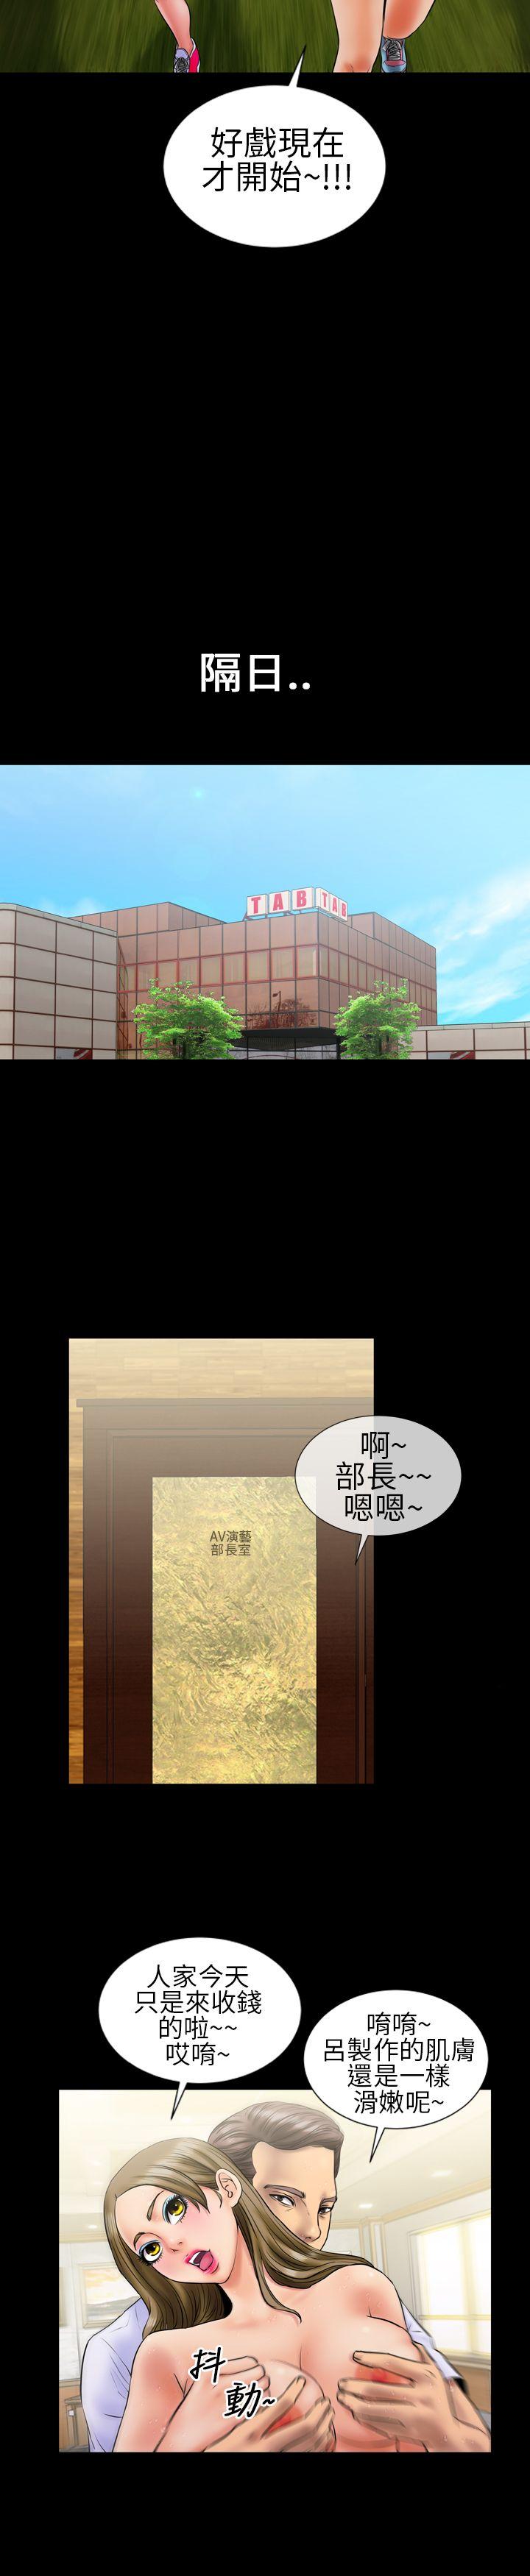 好戲現在
才開始~!!!
隔日..
TAB TAB
啊~
部長~~
嗯嗯~
AV演藝
部長室
人家今天
只是來收錢
的啦~~
哎唷~
唷唷~
呂製作的肌膚
還是一樣
滑嫩呢~
抖
動~